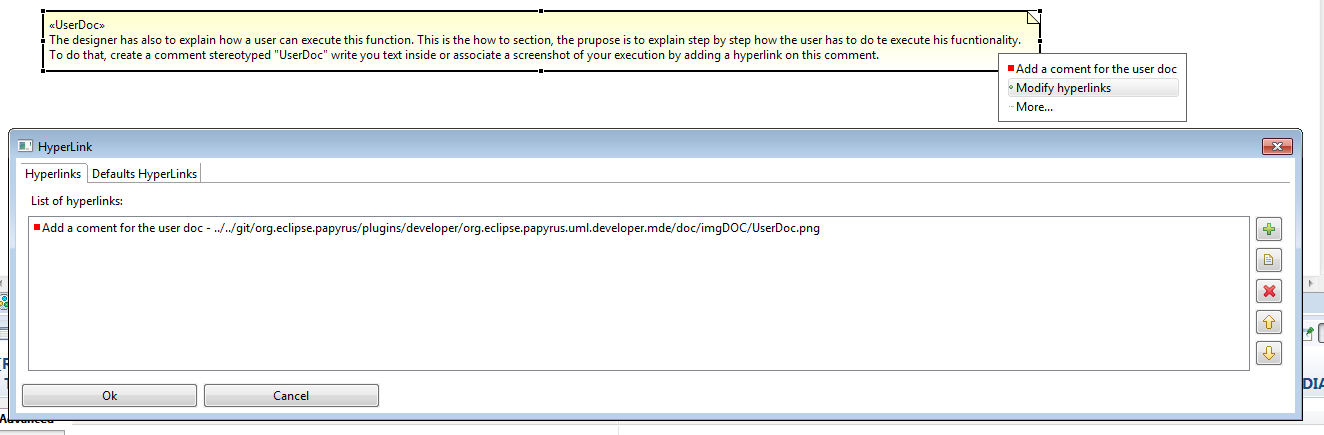 «UserDoc»
The designer has also to explain how a user can execute this function. This is the how to section, the prupose is to explain step by step how the user has to do te execute his fucntionality.
To do that, create a comment stereotyped "UserDoc" write you text inside or associate a screenshot of your execution by adding a hyperlink on this comment.
Add a coment for the user doc
Modify hyperlinks
More...
HyperLink
Hyperlinks
Defaults HyperLinks
List of hyperlinks:
Add a coment for the user doc - ../../git/org.eclipse.papyrus/plugins/developer/org.eclipse.papyrus.uml.developer.mde/doc/imgDOC/UserDoc.png
Ok
Cancel
DIA
Advanced